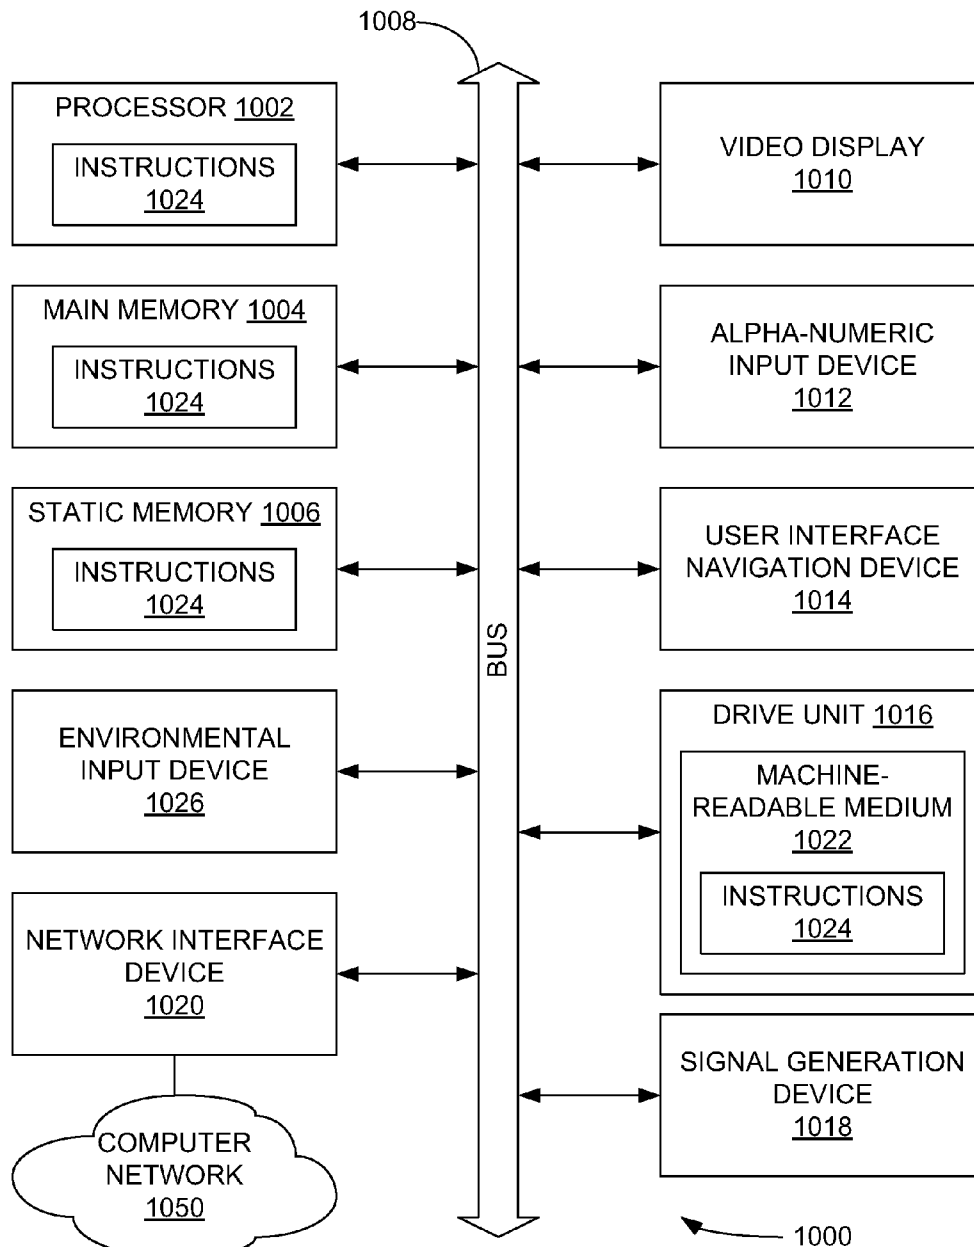 1008
PROCESSOR 1002
INSTRUCTIONS
1024
MAIN MEMORY 1004
INSTRUCTIONS
1024
STATIC MEMORY 1006
INSTRUCTIONS
1024
ENVIRONMENTAL
INPUT DEVICE
1026
NETWORK INTERFACE
DEVICE
1020
COMPUTER
NETWORK
1050
BUS
VIDEO DISPLAY
1010
ALPHA-NUMERIC
INPUT DEVICE
1012
USER INTERFACE
NAVIGATION DEVICE
1014
DRIVE UNIT 1016
MACHINE-
READABLE MEDIUM
1022
INSTRUCTIONS
1024
SIGNAL GENERATION
DEVICE
1018
1000